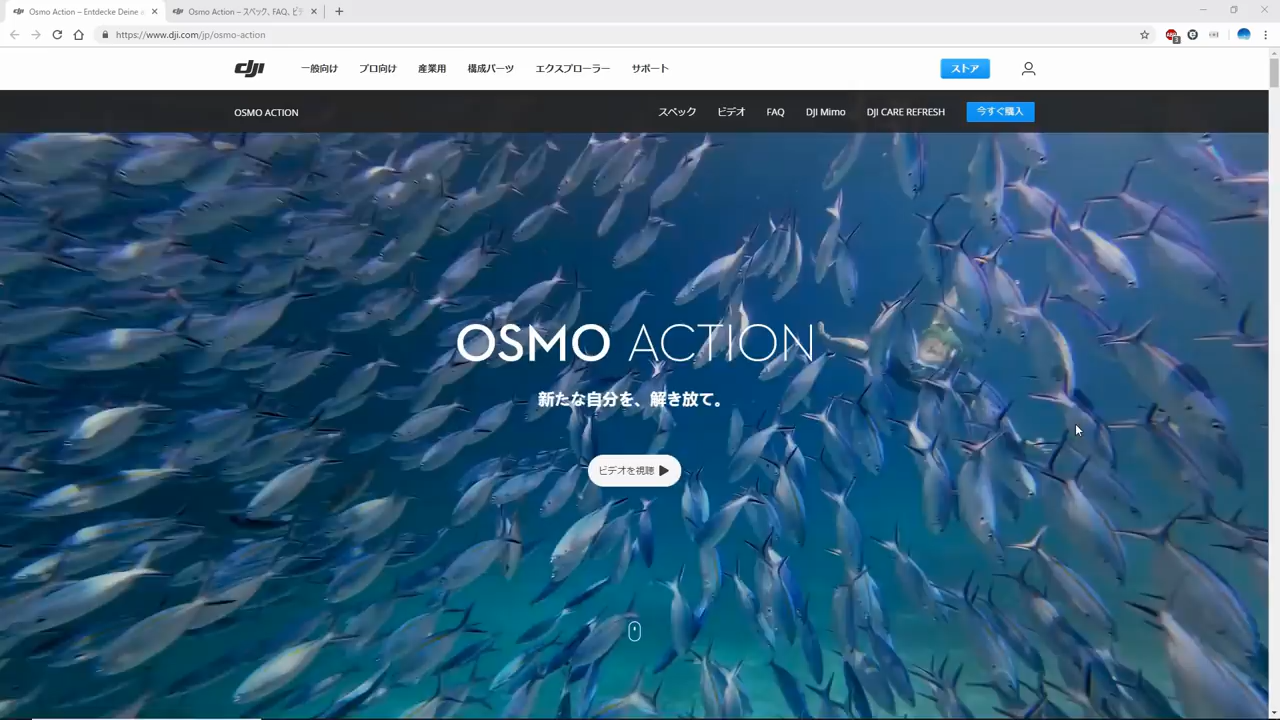 Osmo Action – Entdecke Deine
Osmo Action – スペック、FAQ、ビデ
https://www.dji.com/jp/osmo-action
dji
一般向け
プロ向け
産業用
構成パーツ
エクスプローラー
サポート
ストア
OSMO ACTION
スペック
ビデオ
FAQ
DJI Mimo
DJI CARE REFRESH
今すぐ購入
OSMO ACTION
新たな自分を、解き放て。
ビデオを視聴